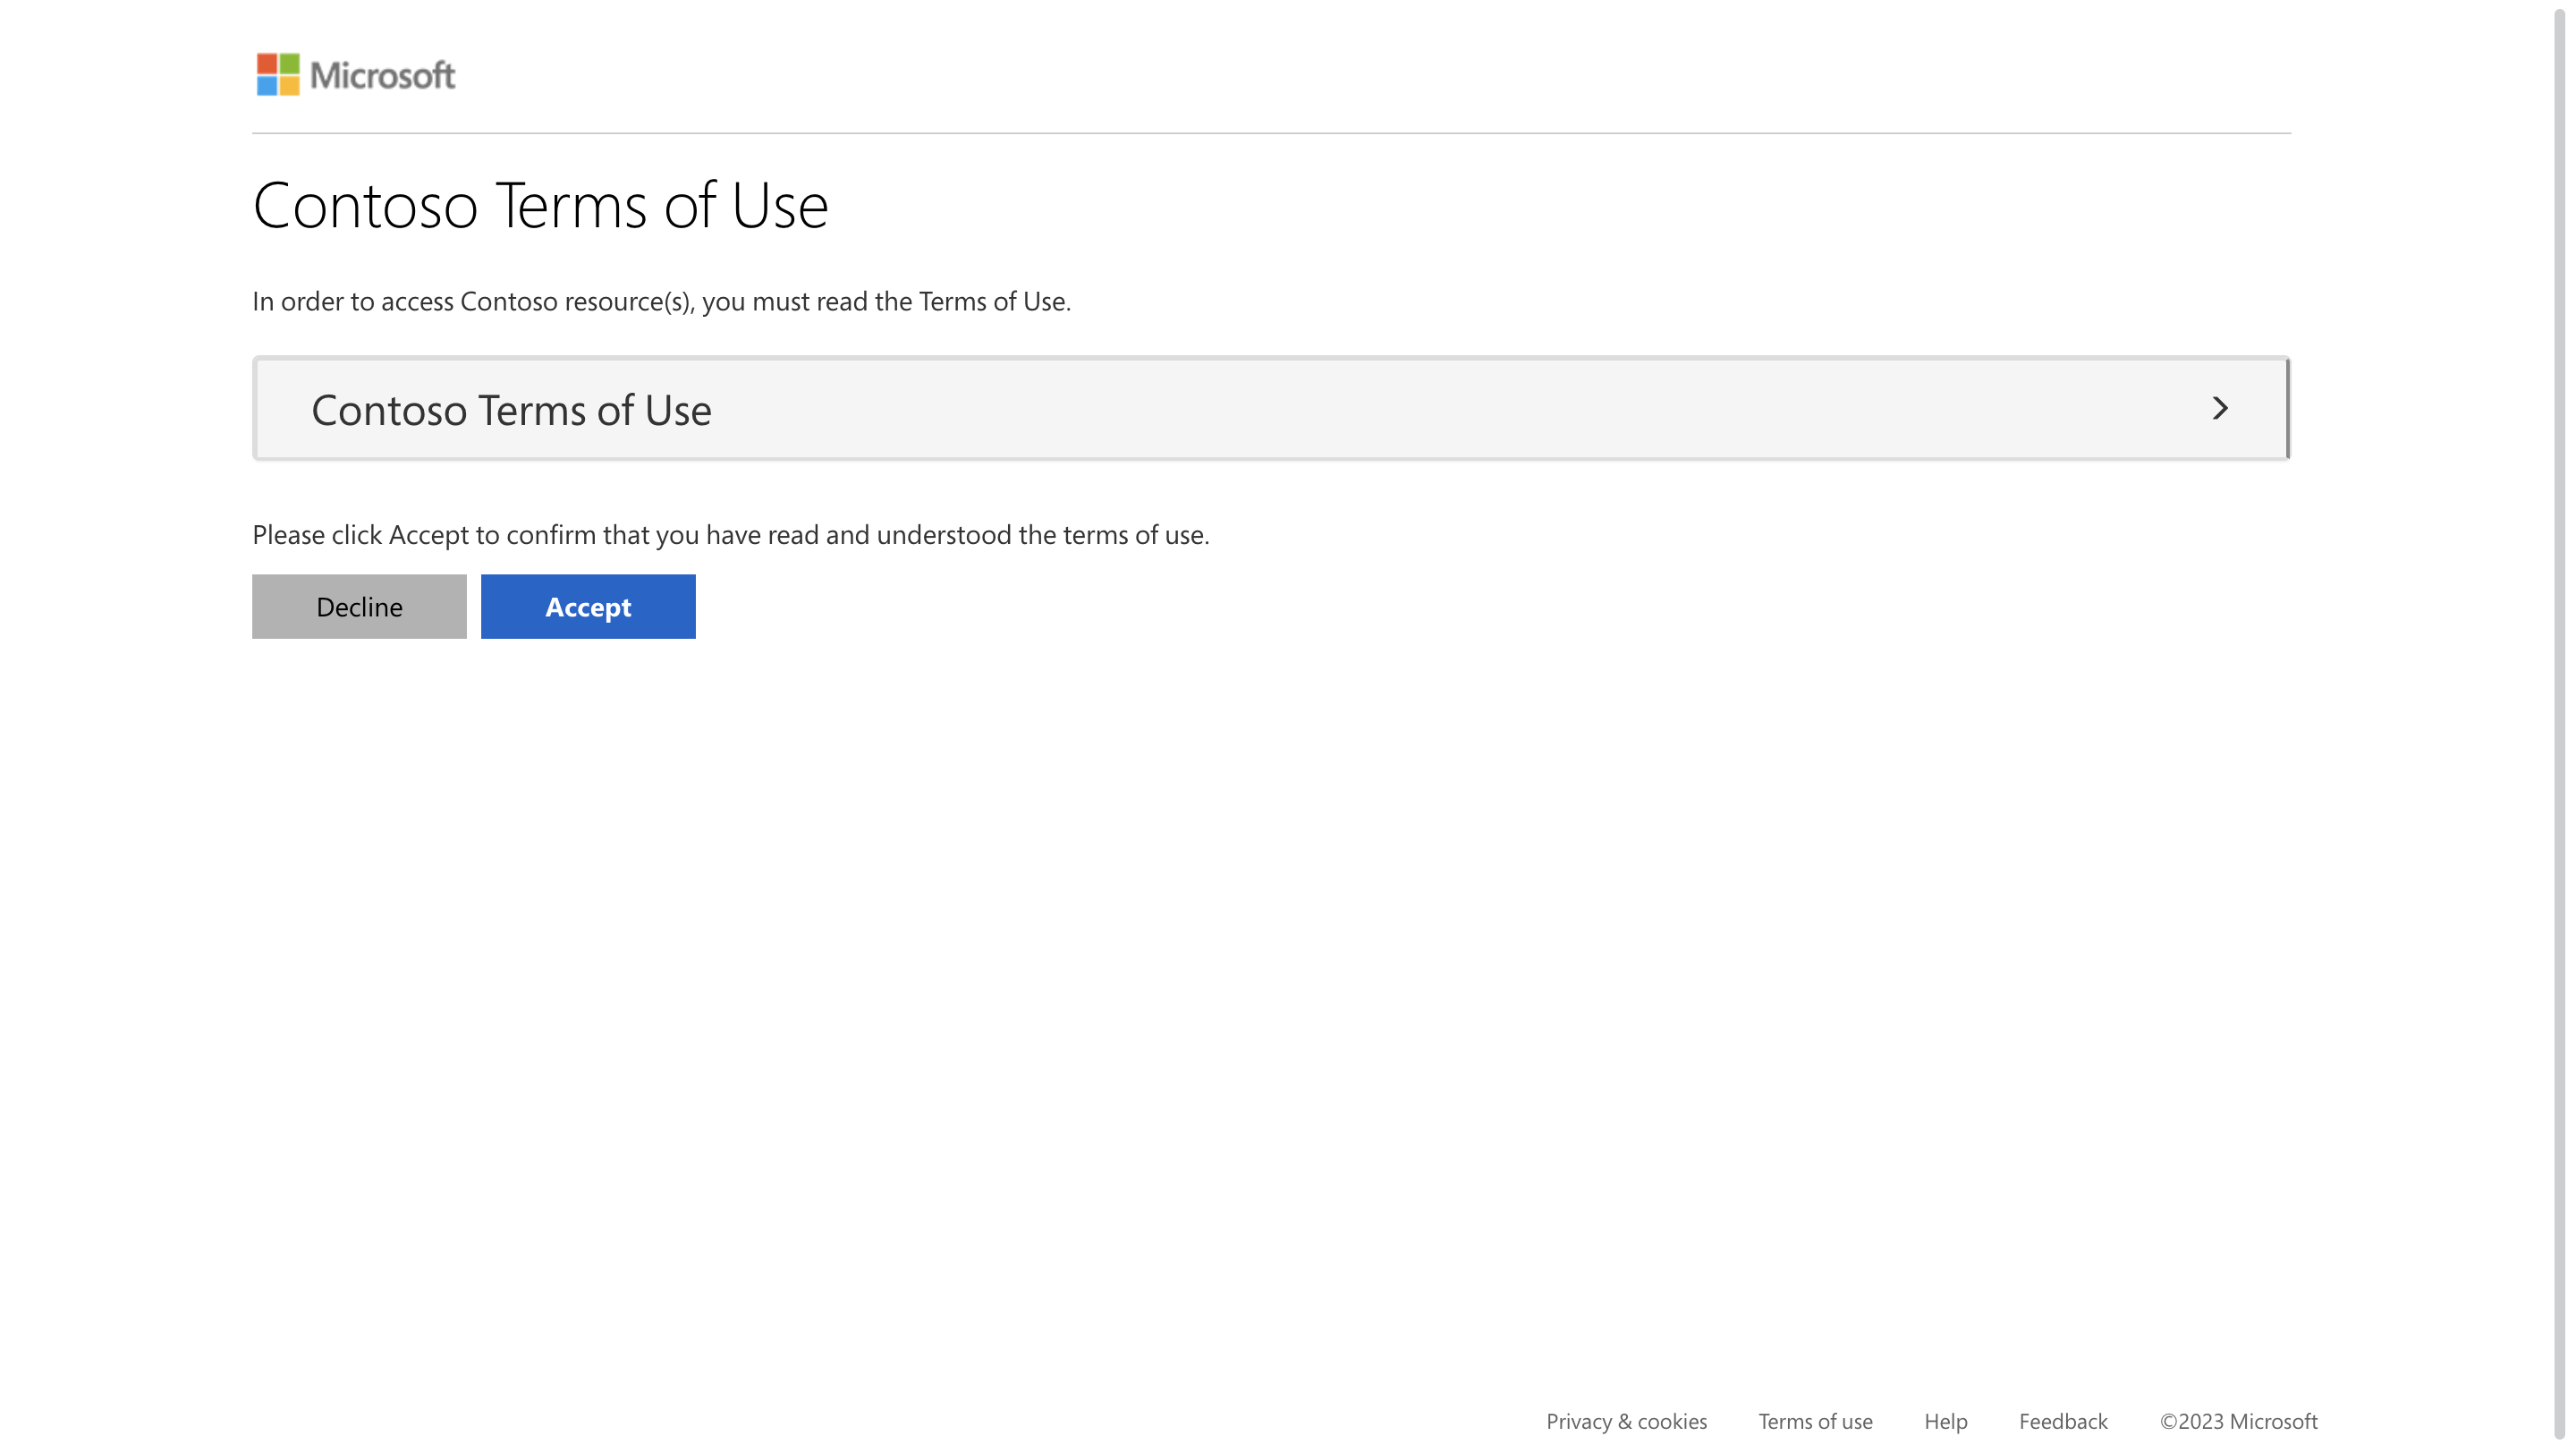 Microsoft
Contoso Terms of Use
In order to access Contoso resource(s), you must read the Terms of Use.
Contoso Terms of Use
Please click Accept to confirm that you have read and understood the terms of use.
Decline Accept
Privacy & cookies Terms of use Help Feedback ©2023 Microsoft